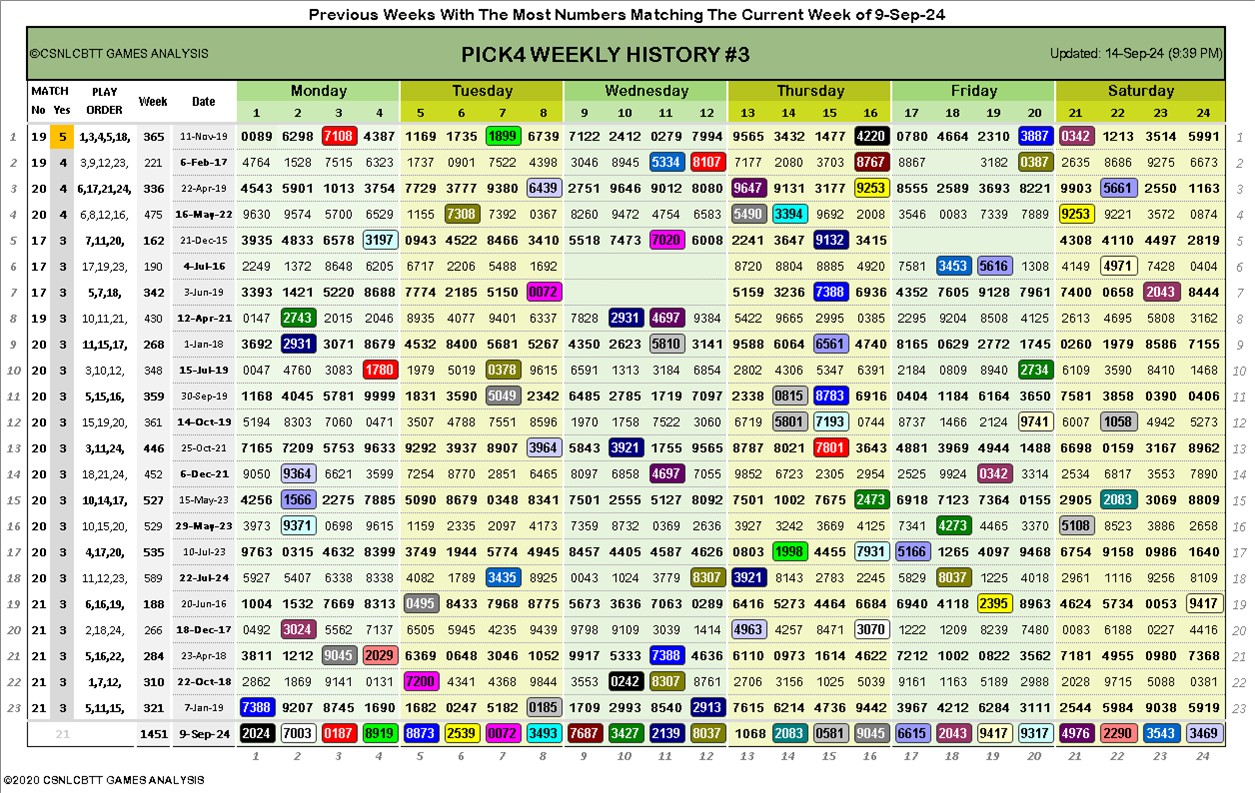 Previous Weeks With The Most Numbers Matching The Current Week of 9-Sep-24
©CSNLCBTT GAMES ANALYSIS PICK4 WEEKLY HISTORY #3 Updated: 14-Sep-24 (9:39 PM)
MATCH PLAY Week Date Monday Tuesday Wednesday Thursday Friday Saturday
No Yes ORDER 1 2 3 4 5 6 7 8 9 10 11 12 13 14 15 16 17 18 19 20 21 22 23 24
1 19 5 1,3,4,5,18, 365 11-Nov-19 0089 6298 7108 4387 1169 1735 1899 6739 7122 2412 0279 7994 9565 3432 1477 4220 0780 4664 2310 3887 0342 1213 3514 5991 1
2 19 4 3,9,12,23, 221 6-Feb-17 4764 1528 7515 6323 1737 0901 7522 4398 3046 8945 5334 8107 7177 2080 3703 8767 8867 3182 0387 2635 8686 9275 6673 2
3 20 4 6,17,21,24, 336 22-Apr-19 4543 5901 1013 3754 7729 3777 9380 6439 2751 9646 9012 8080 9647 9131 3177 9253 8555 2589 3693 8221 9903 5661 2550 1163 3
4 20 4 6,8,12,16, 475 16-May-22 9630 9574 5700 6529 1155 7308 7392 0367 8260 9472 4754 6583 5490 3394 9692 2008 3546 0083 7339 7889 9253 9221 3572 0874 4
5 17 3 7,11,20, 162 21-Dec-15 3935 4833 6578 3197 0943 4522 8466 3410 5518 7473 7020 6008 2241 3647 9132 3415 4308 4110 4497 2819 5
6 17 3 17,19,23, 190 4-Jul-16 2249 1372 8648 6205 6717 2206 5488 1692 8720 8804 8885 4920 7581 3453 5616 1308 4149 4971 7428 0404 6
7 17 3 5,7,18, 342 3-Jun-19 3393 1421 5220 8688 7774 2185 5150 0072 5159 3236 7388 6936 4352 7605 9128 7961 7400 0658 2043 8444 7
8 19 3 10,11,21, 430 12-Apr-21 0147 2743 2015 2046 8935 4077 9401 6337 7828 2931 4697 9384 5422 9665 2995 0385 2295 9204 8508 4125 2613 4695 5808 3162 8
9 20 3 11,15,17, 268 1-Jan-18 3692 2931 3071 8679 4532 8400 5681 5267 4350 2623 5810 3141 9588 6064 6561 4740 8165 0629 2772 1745 0260 1979 8586 7155 9
10 20 3 3,10,12, 348 15-Jul-19 0047 4760 3083 1780 1979 5019 0378 9615 6591 1313 3184 6854 2802 4306 5347 6391 2184 0809 8940 2734 6109 3590 8410 1468 10
11 20 3 5,15,16, 359 30-Sep-19 1168 4045 5781 9999 1831 3590 5049 2342 6485 2785 1719 7097 2338 0815 8783 6916 0404 1184 6164 3650 7581 3858 0390 0406 11
12 20 3 15,19,20, 361 14-Oct-19 5194 8303 7060 0471 3507 4788 7551 8596 1970 1758 7522 3060 6719 5801 7193 0744 8737 1466 2124 9741 6007 1058 4942 5273 12
13 20 3 3,11,24, 446 25-Oct-21 7165 7209 5753 9633 9292 3937 8907 3964 5843 3921 1755 9565 8787 8021 7801 3643 4881 3969 4944 1488 6698 0159 3167 8962 13
14 20 3 18,21,24, 452 6-Dec-21 9050 9364 6621 3599 7254 8770 2851 6465 8097 6858 4697 7055 9852 6723 2305 2954 2525 9924 0342 3314 2534 6817 3553 7890 14
15 20 3 10,14,17, 527 15-May-23 4256 1566 2275 7885 5090 8679 0348 8341 7501 2555 5127 8092 7501 1002 7675 2473 6918 7123 7364 0155 2905 2083 3069 8809 15
16 20 3 10,15,20, 529 29-May-23 3973 9371 0698 9615 1159 2335 2097 4173 7359 8732 0369 2636 3927 3242 3669 4125 7341 4273 4465 3370 5108 8523 3886 2658 16
17 20 3 4,17,20, 535 10-Jul-23 9763 0315 4632 8399 3749 1944 5774 4945 8457 4405 4587 4626 0803 1998 4455 7931 5166 1265 4097 9468 6754 9158 0986 1640 17
18 20 3 11,12,23, 589 22-Jul-24 5927 5407 6338 8338 4082 1789 3435 8925 0043 1024 3779 8307 3921 8143 2783 2245 5829 8037 1225 4018 2961 1116 9256 8109 18
19 21 3 6,16,19, 188 20-Jun-16 1004 1532 7669 8313 0495 8433 7968 8775 5673 3636 7063 0289 6416 5273 4464 6684 6940 4118 2395 8963 4624 5734 0053 9417 19
20 21 3 2,18,24, 266 18-Dec-17 0492 3024 5562 7137 6505 5945 4235 9439 9798 9109 3039 1414 4963 4257 8471 3070 1222 1209 8239 7480 0083 6188 0227 4416 20
21 21 3 5,16,22, 284 23-Apr-18 3811 1212 9045 2029 6369 0648 3046 1052 9917 5333 7388 4636 6110 0973 1614 4622 7212 1002 0822 3562 7181 4955 0980 7368 21
22 21 3 1,7,12, 310 22-Oct-18 2862 1869 9141 0131 7200 4341 4368 9844 3553 0242 8307 8761 2706 3156 1025 5039 9161 1163 5189 2988 2028 9715 5088 0381 22
23 21 3 5,11,15, 321 7-Jan-19 7388 9207 8745 1690 1682 0247 5182 0185 1709 2993 8540 2913 7615 6214 4736 9442 3967 4212 6284 3111 2544 5984 9038 5919 23
21 1451 9-Sep-24 2024 7003 0187 8919 8873 2539 0072 3493 7687 3427 2139 8037 1068 2083 0581 9045 6615 2043 9417 9317 4976 2290 3543 3469
1 2 3 4 5 6 7 8 9 10 11 12 13 14 15 16 17 18 19 20 21 22 23 24
©2020 CSNLCBTT GAMES ANALYSIS